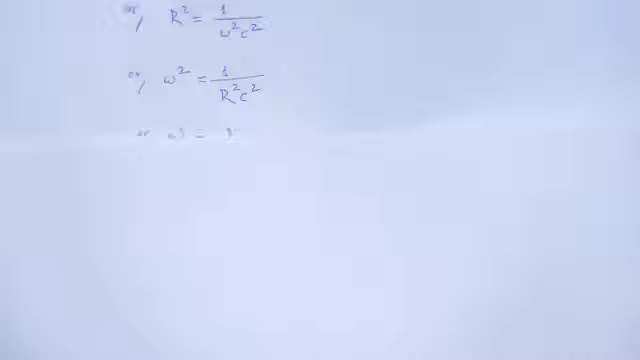 or, R² = 1/ω²c²
or, ω² = 1/R²c²